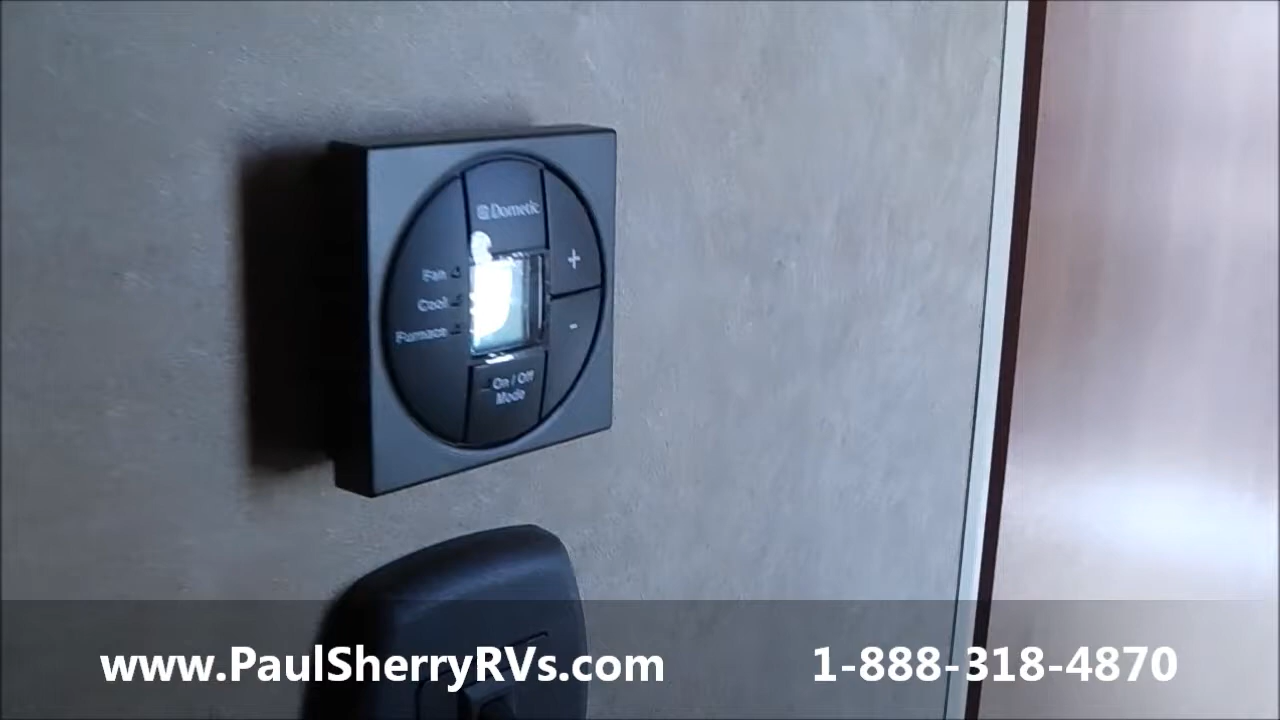 Dometic
+
Fan
Cool
Furnace
-
On / Off
Mode
www.PaulSherryRVs.com 1-888-318-4870